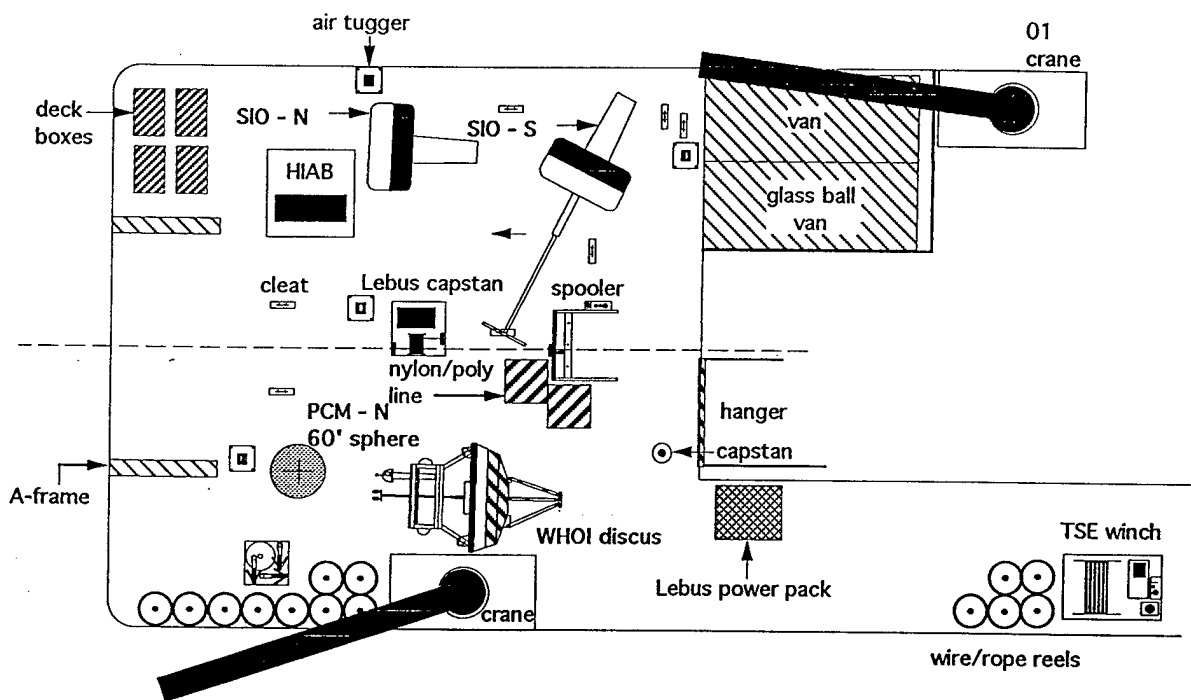 air tugger
01
crane
deck
boxes
SIO - N
SIO - S
van
HIAB
glass ball
van
cleat
Lebus capstan
spooler
nylon/poly
line
PCM - N
60' sphere
hanger
capstan
A-frame
WHOI discus
TSE winch
Lebus power pack
crane
wire/rope reels